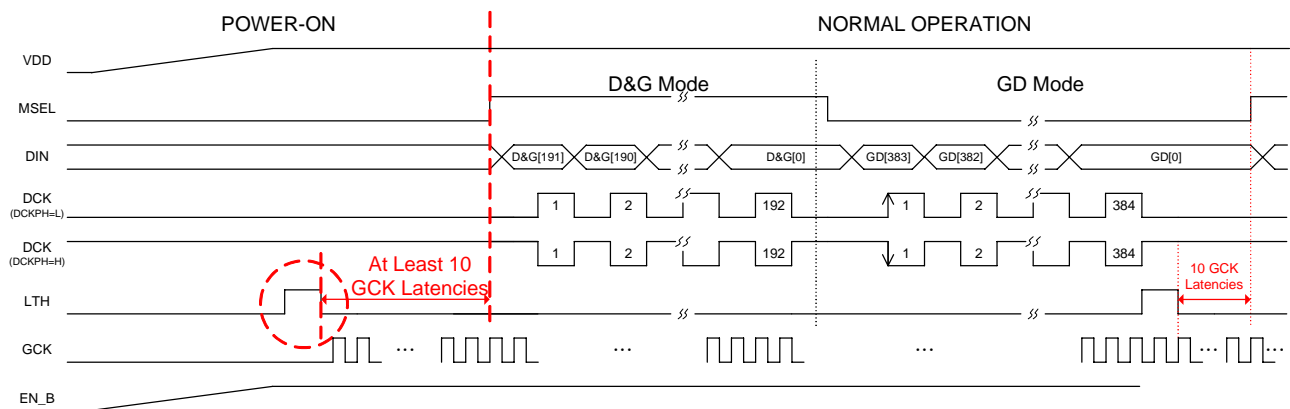 POWER-ON NORMAL OPERATION
VDD
D&G Mode GD Mode
MSEL
DIN D&G[191] D&G[190] D&G[0] GD[383] GD[382] GD[0]
DCK
(DCKPH=L) 1 2 192 1 2 384
DCK
(DCKPH=H) 1 2 192 1 2 384
At Least 10
GCK Latencies
10 GCK
Latencies
LTH
GCK ... ... ... ... ...
EN_B